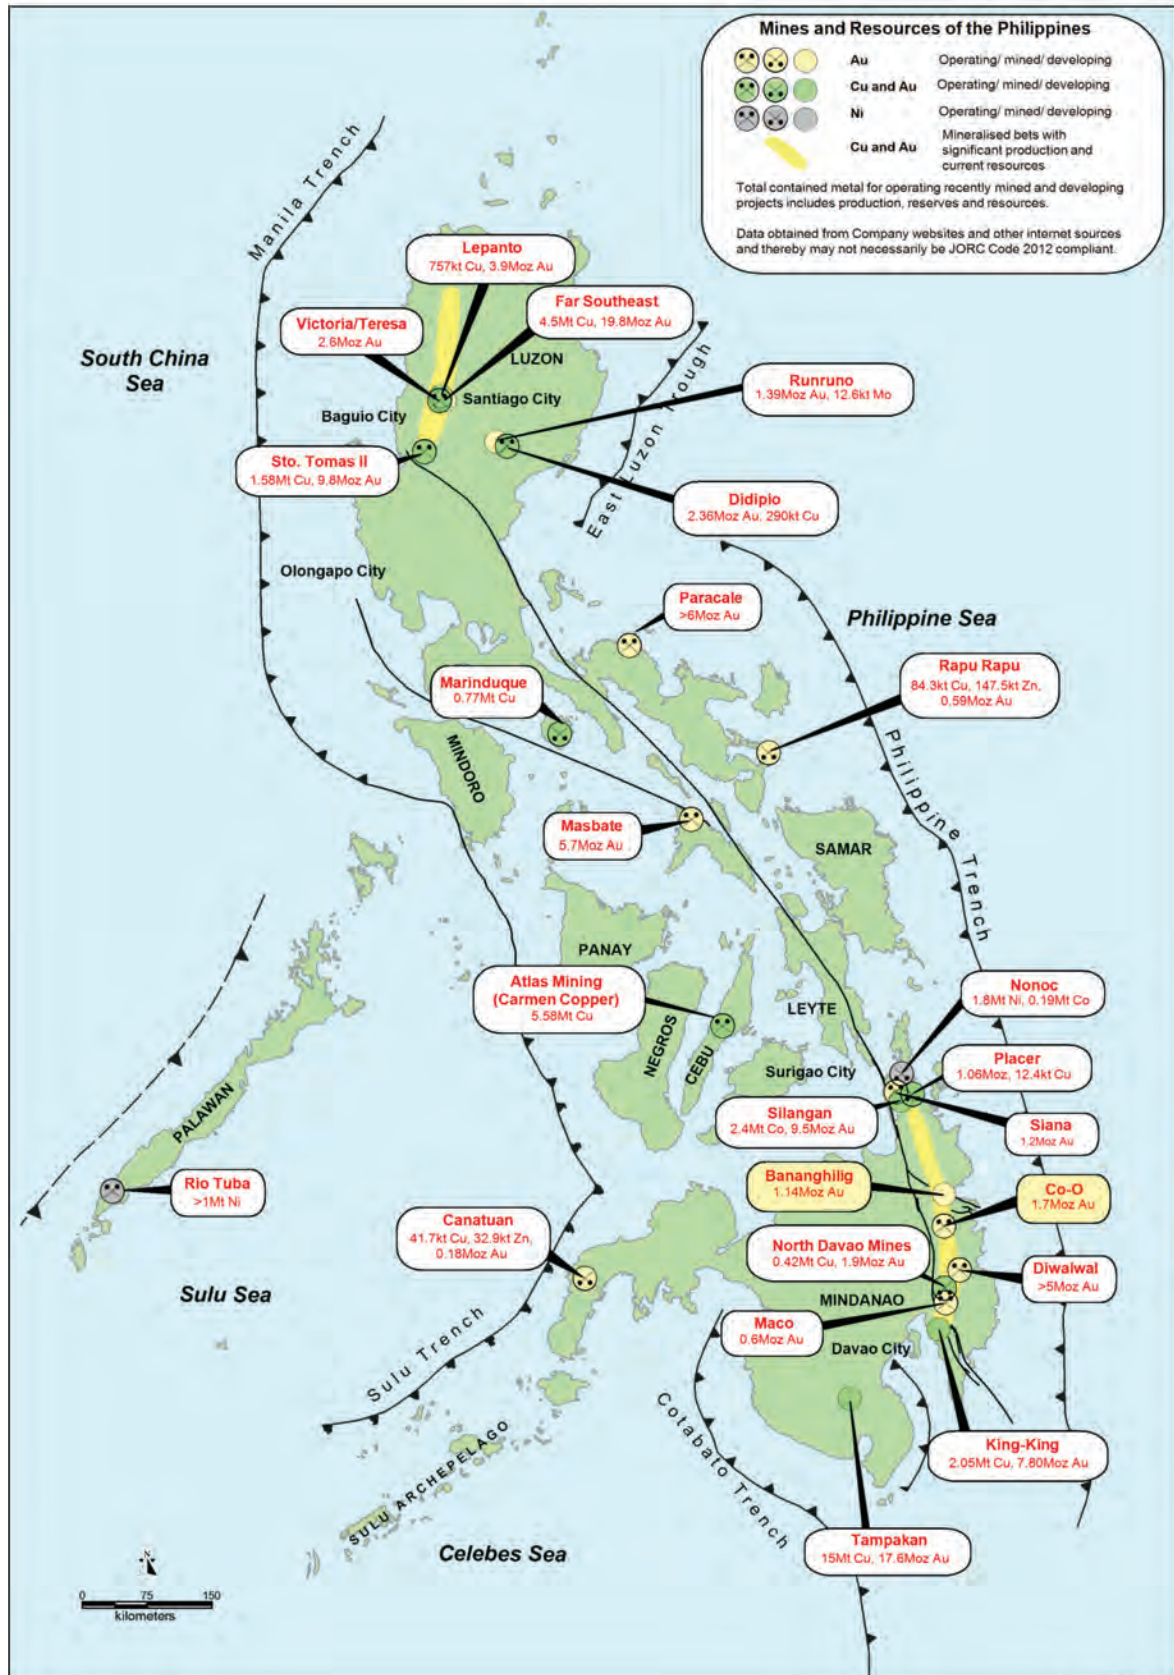 Mines and Resources of the Philippines
Au Operating/ mined/ developing
Cu and Au Operating/ mined/ developing
Ni Operating/ mined/ developing
Cu and Au Mineralised bets with
significant production and
current resources
Total contained metal for operating recently mined and developing
projects includes production, reserves and resources.
Data obtained from Company websites and other internet sources
and thereby may not necessarily be JORC Code 2012 compliant.
Manila Trench
Lepanto
757kt Cu, 3.9Moz Au
Far Southeast
4.5Mt Cu, 19.8Moz Au
Victoria/Teresa
2.6Moz Au
South China
Sea
LUZON
Santiago City
Baguio City
East Luzon Trough
Runruno
1.39Moz Au, 12.6kt Mo
Sto. Tomas II
1.58Mt Cu, 9.8Moz Au
Didipio
2.36Moz Au, 290kt Cu
Olongapo City
Paracale
>6Moz Au
Philippine Sea
Marinduque
0.77Mt Cu
Rapu Rapu
84.3kt Cu, 147.5kt Zn,
0.59Moz Au
MINDORO
Philippine Trench
Masbate
5.7Moz Au
SAMAR
PANAY
Atlas Mining
(Carmen Copper)
5.58Mt Cu
LEYTE
NEGROS
CEBU
Nonoc
1.8Mt Ni, 0.19Mt Co
Surigao City
Placer
1.06Moz, 12.4kt Cu
PALAWAN
Silangan
2.4Mt Co, 9.5Moz Au
Siana
1.2Moz Au
Rio Tuba
>1Mt Ni
Bananghilig
1.14Moz Au
Co-O
1.7Moz Au
Canatuan
41.7kt Cu, 32.9kt Zn,
0.18Moz Au
North Davao Mines
0.42Mt Cu, 1.9Moz Au
Diwalwal
>5Moz Au
Sulu Sea
MINDANAO
Maco
0.6Moz Au
Davao City
Sulu Trench
Cotabato Trench
King-King
2.05Mt Cu, 7.80Moz Au
SULU ARCHEPELAGO
Celebes Sea
Tampakan
15Mt Cu, 17.6Moz Au
N
0 75 150
kilometers